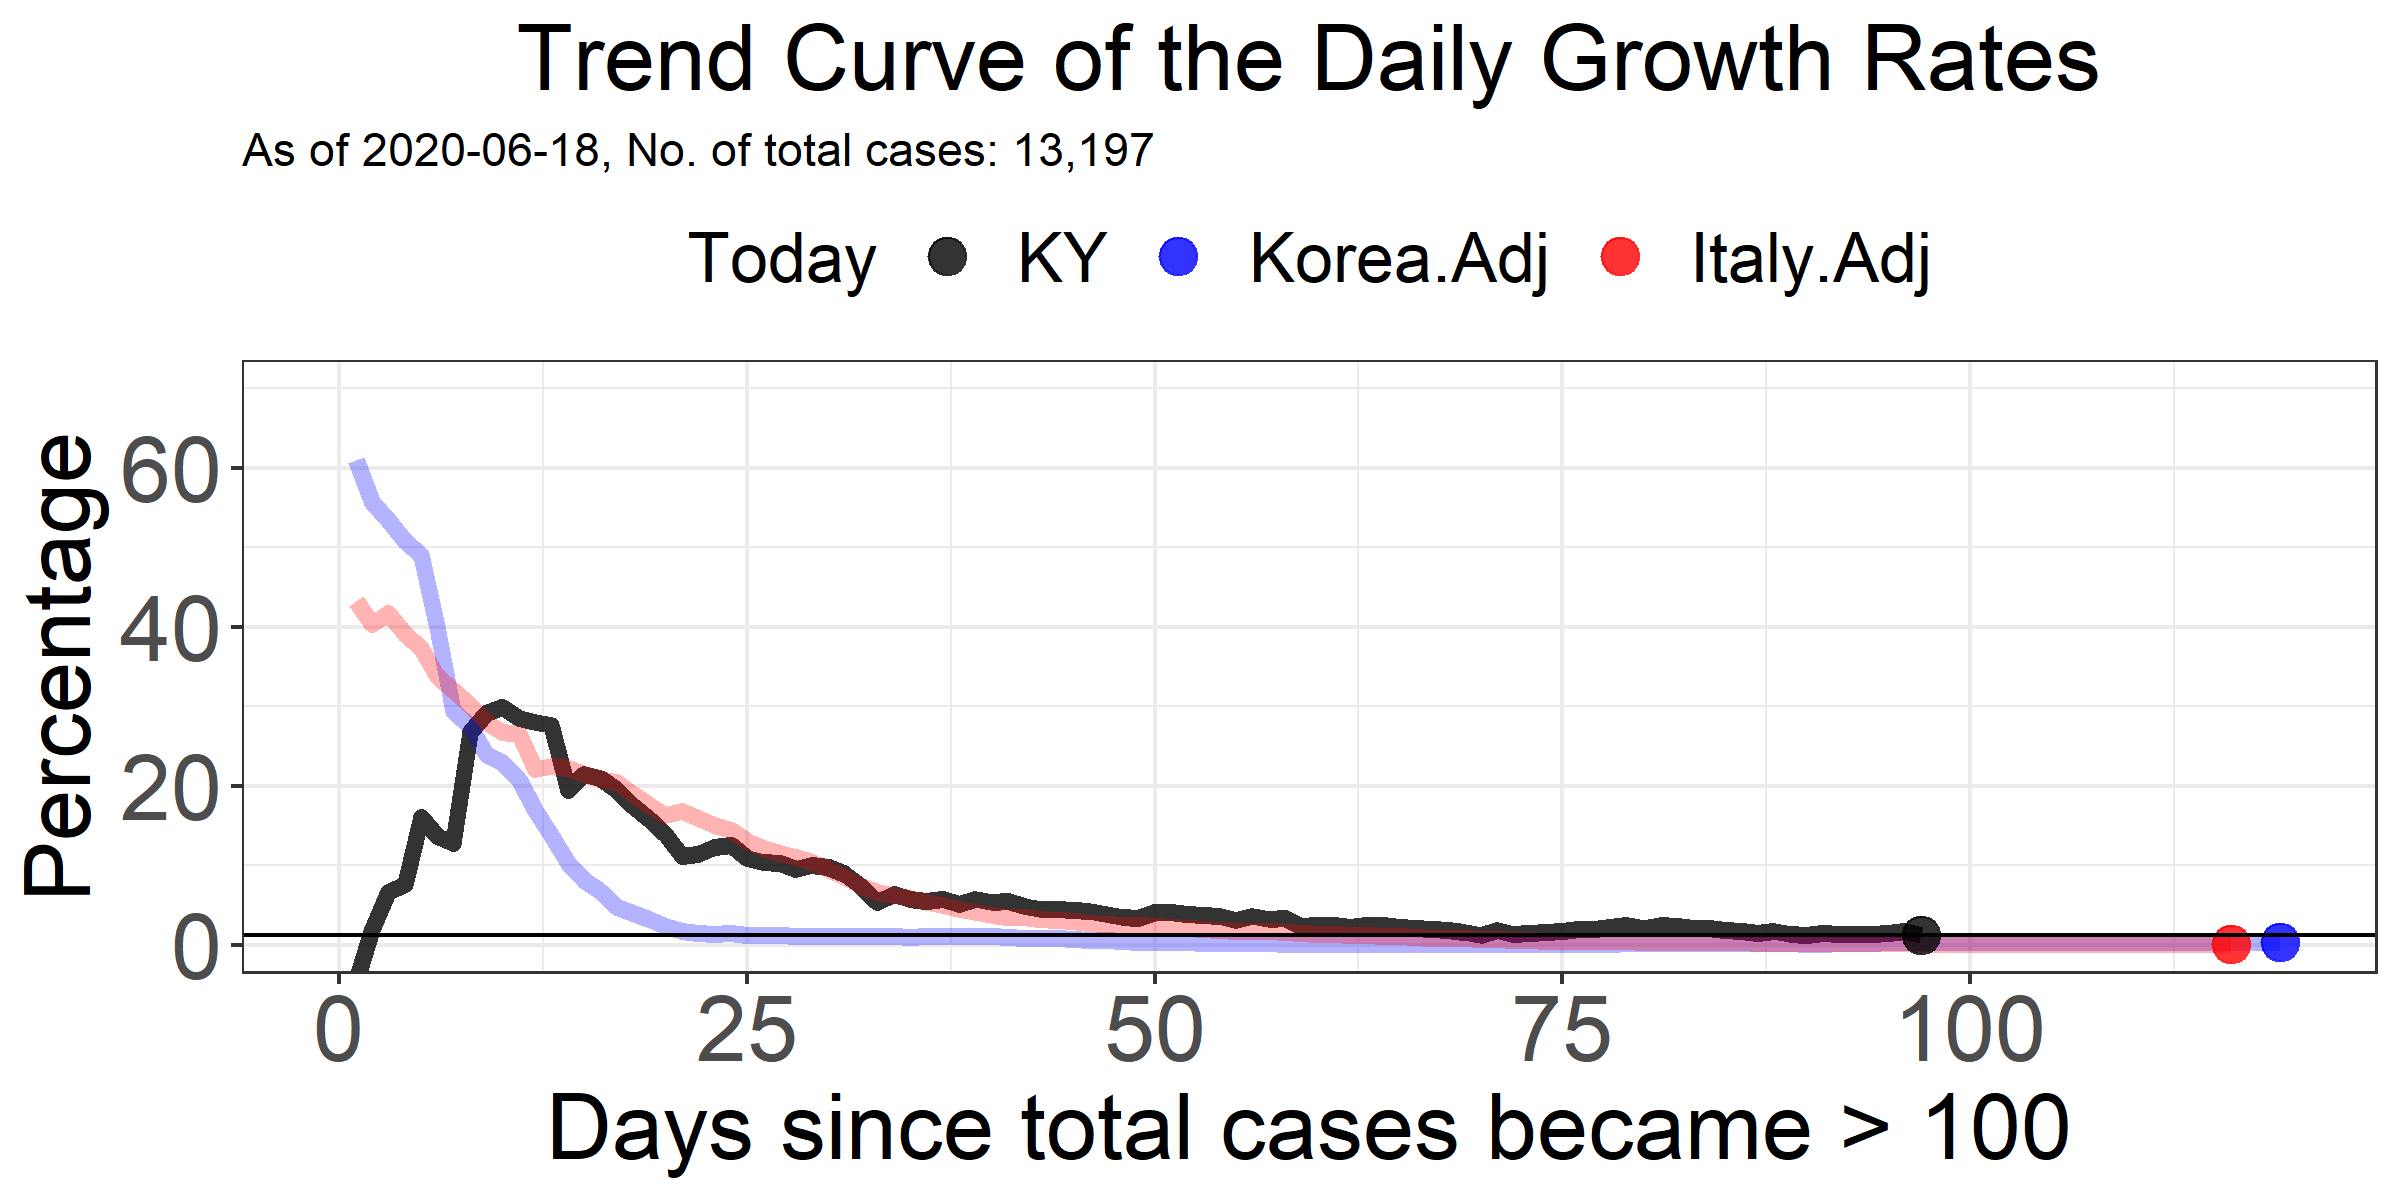 Trend Curve of the Daily Growth Rates
As of 2020-06-18, No. of total cases: 13,197
Today KY Korea.Adj Italy.Adj
Percentage
60
40
20
0
0 25 50 75 100
Days since total cases became > 100